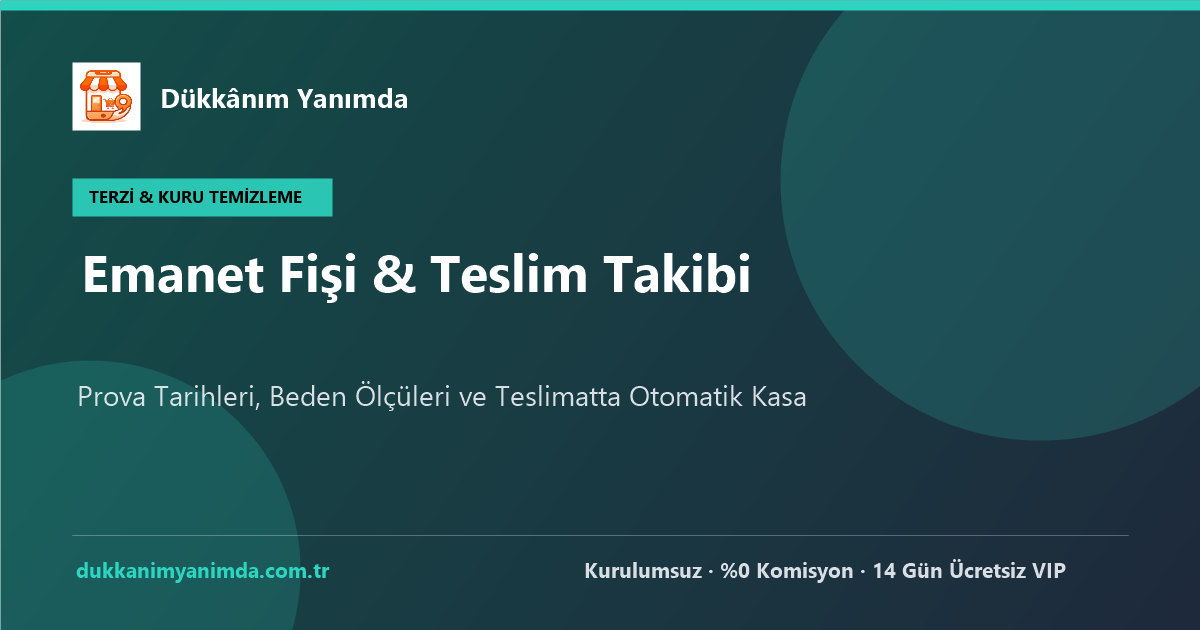 Dükkânım Yanımda
TERZİ & KURU TEMİZLEME
Emanet Fişi & Teslim Takibi
Prova Tarihleri, Beden Ölçüleri ve Teslimatta Otomatik Kasa
dukkanimyanimda.com.tr
Kurulumsuz · %0 Komisyon · 14 Gün Ücretsiz VIP